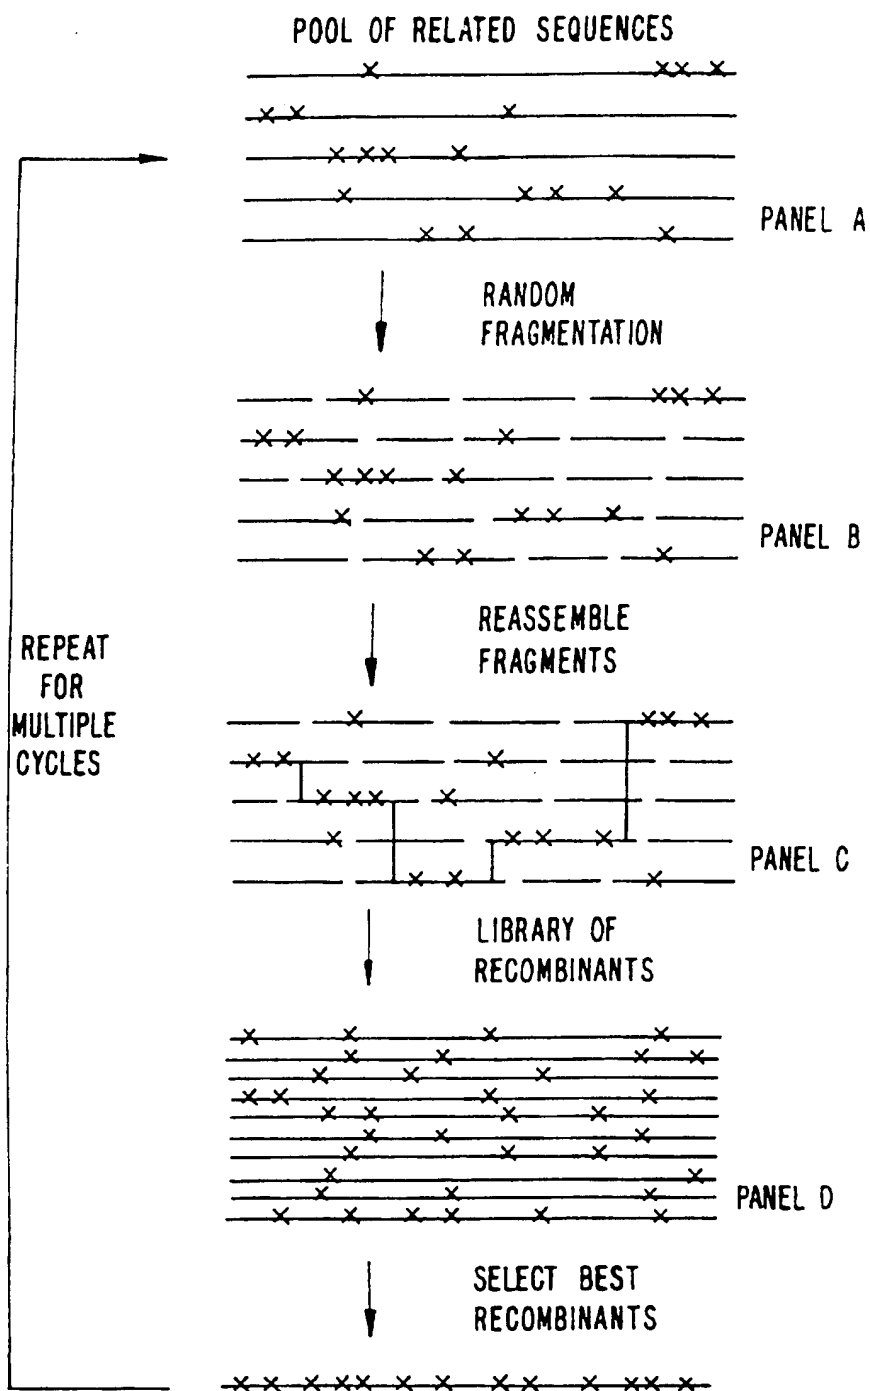 POOL OF RELATED SEQUENCES
PANEL A
RANDOM
FRAGMENTATION
PANEL B
REASSEMBLE
FRAGMENTS
REPEAT
FOR
MULTIPLE
CYCLES
PANEL C
LIBRARY OF
RECOMBINANTS
PANEL D
SELECT BEST
RECOMBINANTS